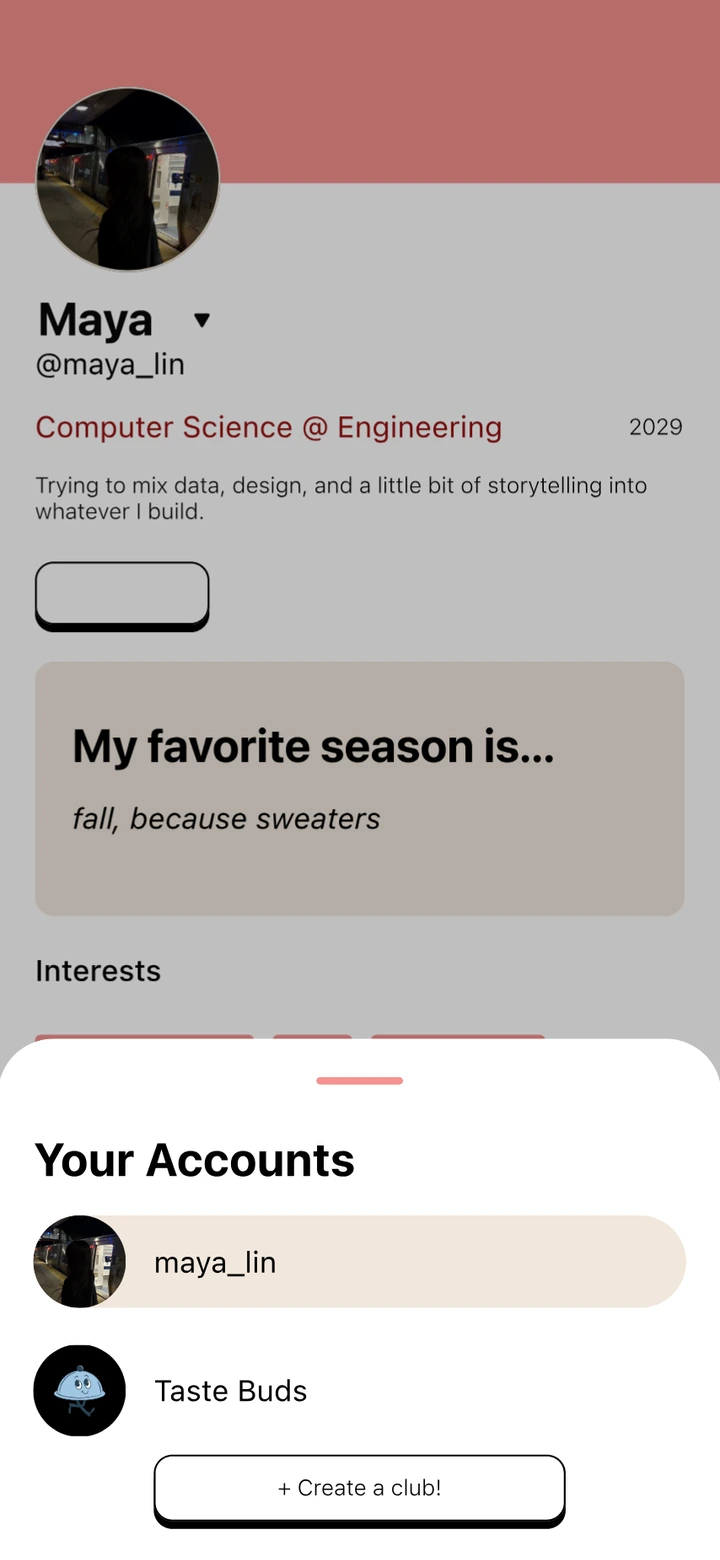 Maya ▼
@maya_lin
Computer Science @ Engineering 2029
Trying to mix data, design, and a little bit of storytelling into
whatever I build.
My favorite season is...
fall, because sweaters
Interests
Your Accounts
maya_lin
Taste Buds
+ Create a club!